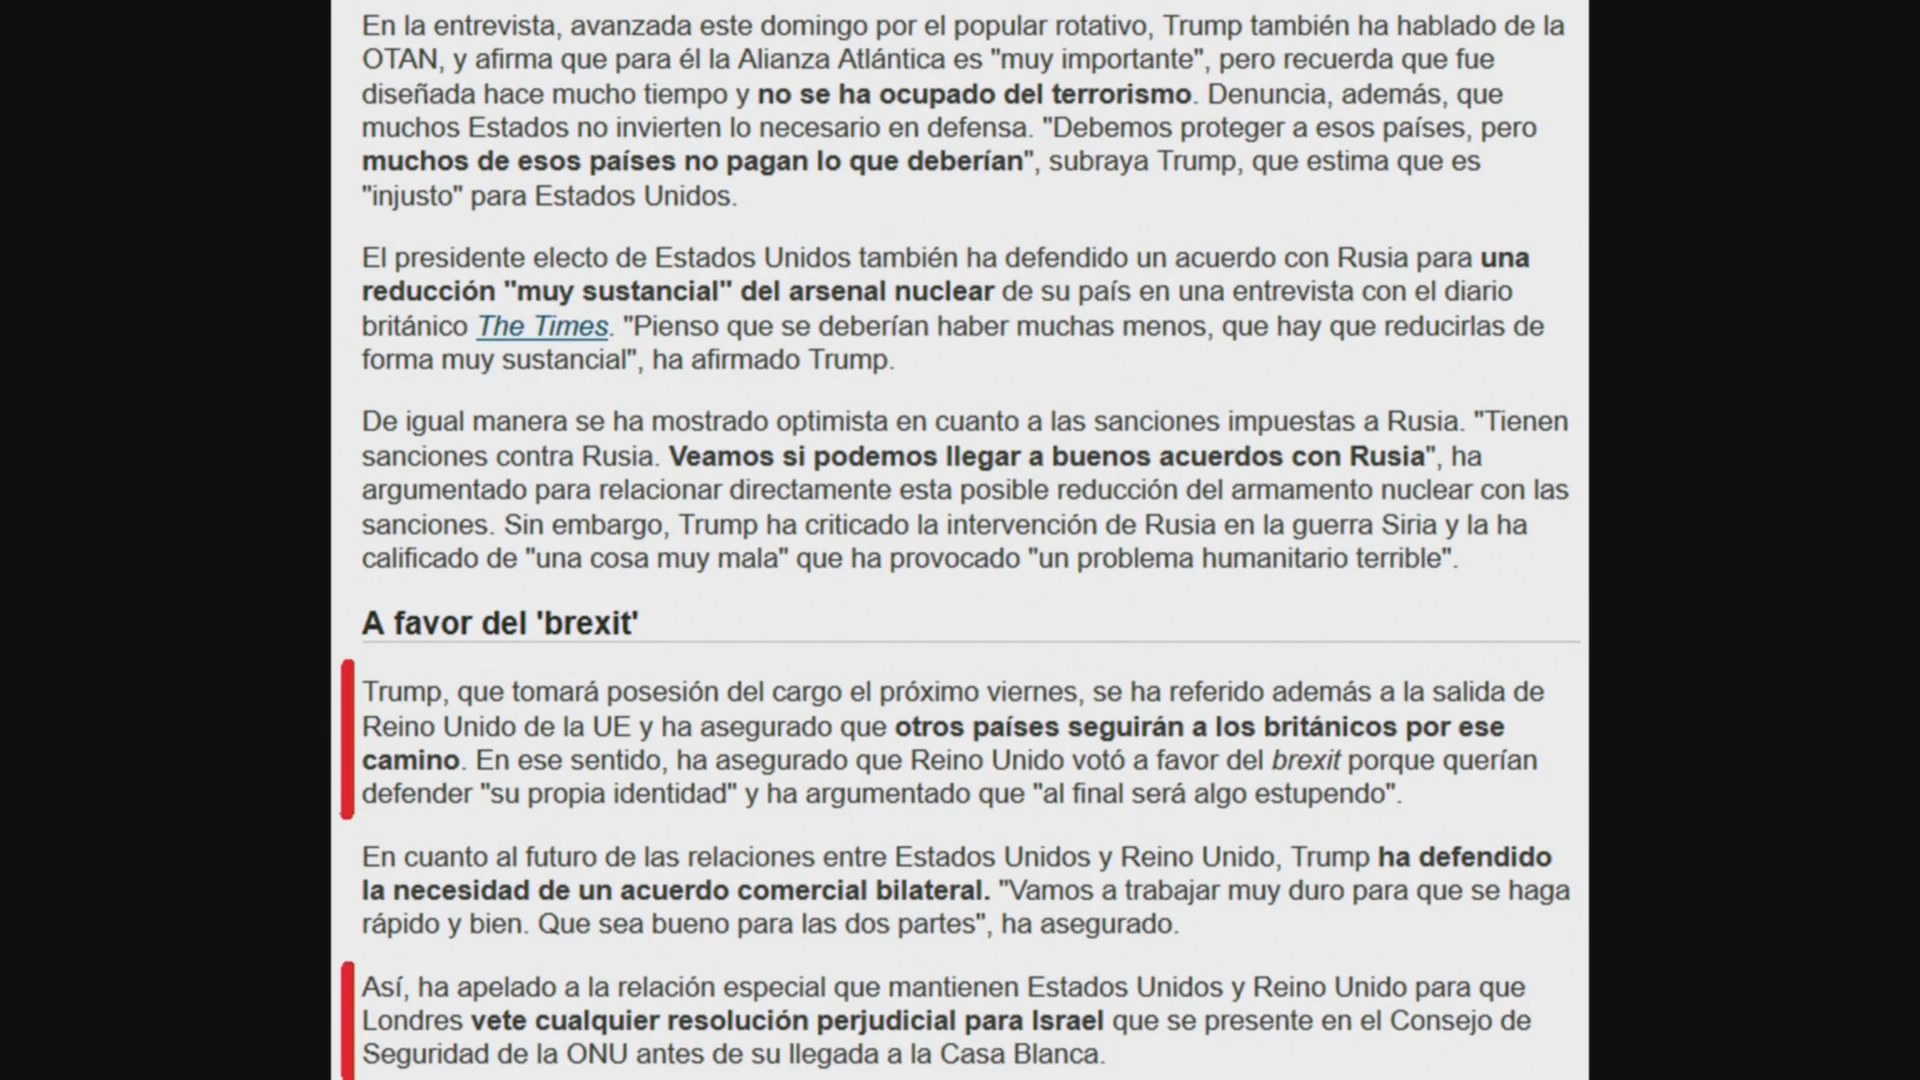 En la entrevista, avanzada este domingo por el popular rotativo, Trump también ha hablado de la
OTAN, y afirma que para él la Alianza Atlántica es "muy importante", pero recuerda que fue
diseñada hace mucho tiempo y no se ha ocupado del terrorismo. Denuncia, además, que
muchos Estados no invierten lo necesario en defensa. "Debemos proteger a esos países, pero
muchos de esos países no pagan lo que deberían", subraya Trump, que estima que es
"injusto" para Estados Unidos.
El presidente electo de Estados Unidos también ha defendido un acuerdo con Rusia para una
reducción "muy sustancial" del arsenal nuclear de su país en una entrevista con el diario
británico The Times. "Pienso que se deberían haber muchas menos, que hay que reducirlas de
forma muy sustancial", ha afirmado Trump.
De igual manera se ha mostrado optimista en cuanto a las sanciones impuestas a Rusia. "Tienen
sanciones contra Rusia. Veamos si podemos llegar a buenos acuerdos con Rusia", ha
argumentado para relacionar directamente esta posible reducción del armamento nuclear con las
sanciones. Sin embargo, Trump ha criticado la intervención de Rusia en la guerra Siria y la ha
calificado de "una cosa muy mala" que ha provocado "un problema humanitario terrible".
A favor del 'brexit'
Trump, que tomará posesión del cargo el próximo viernes, se ha referido además a la salida de
Reino Unido de la UE y ha asegurado que otros países seguirán a los británicos por ese
camino. En ese sentido, ha asegurado que Reino Unido votó a favor del brexit porque querían
defender "su propia identidad" y ha argumentado que "al final será algo estupendo".
En cuanto al futuro de las relaciones entre Estados Unidos y Reino Unido, Trump ha defendido
la necesidad de un acuerdo comercial bilateral. "Vamos a trabajar muy duro para que se haga
rápido y bien. Que sea bueno para las dos partes", ha asegurado.
Así, ha apelado a la relación especial que mantienen Estados Unidos y Reino Unido para que
Londres vete cualquier resolución perjudicial para Israel que se presente en el Consejo de
Seguridad de la ONU antes de su llegada a la Casa Blanca.